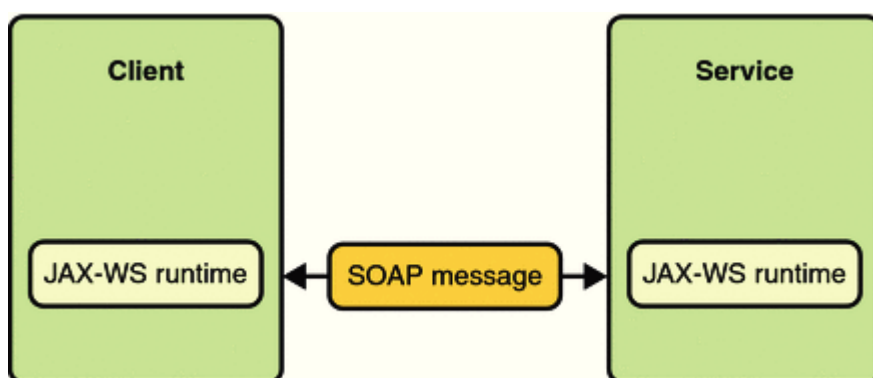 Client
Service
JAX-WS runtime
SOAP message
JAX-WS runtime